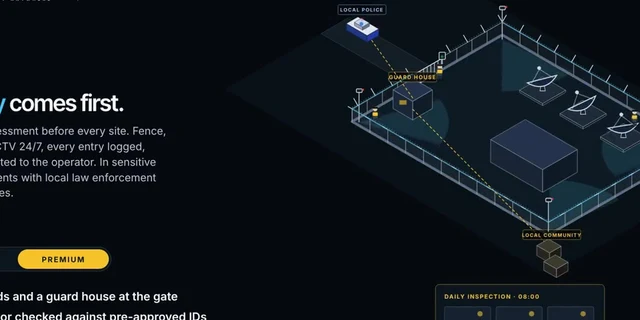 comes first.
essment before every site. Fence,
CTV 24/7, every entry logged,
ted to the operator. In sensitive
ents with local law enforcement
es.
PREMIUM
ds and a guard house at the gate
or checked against pre-approved IDs
LOCAL POLICE
GUARD HOUSE
LOCAL COMMUNITY
DAILY INSPECTION · 08:00